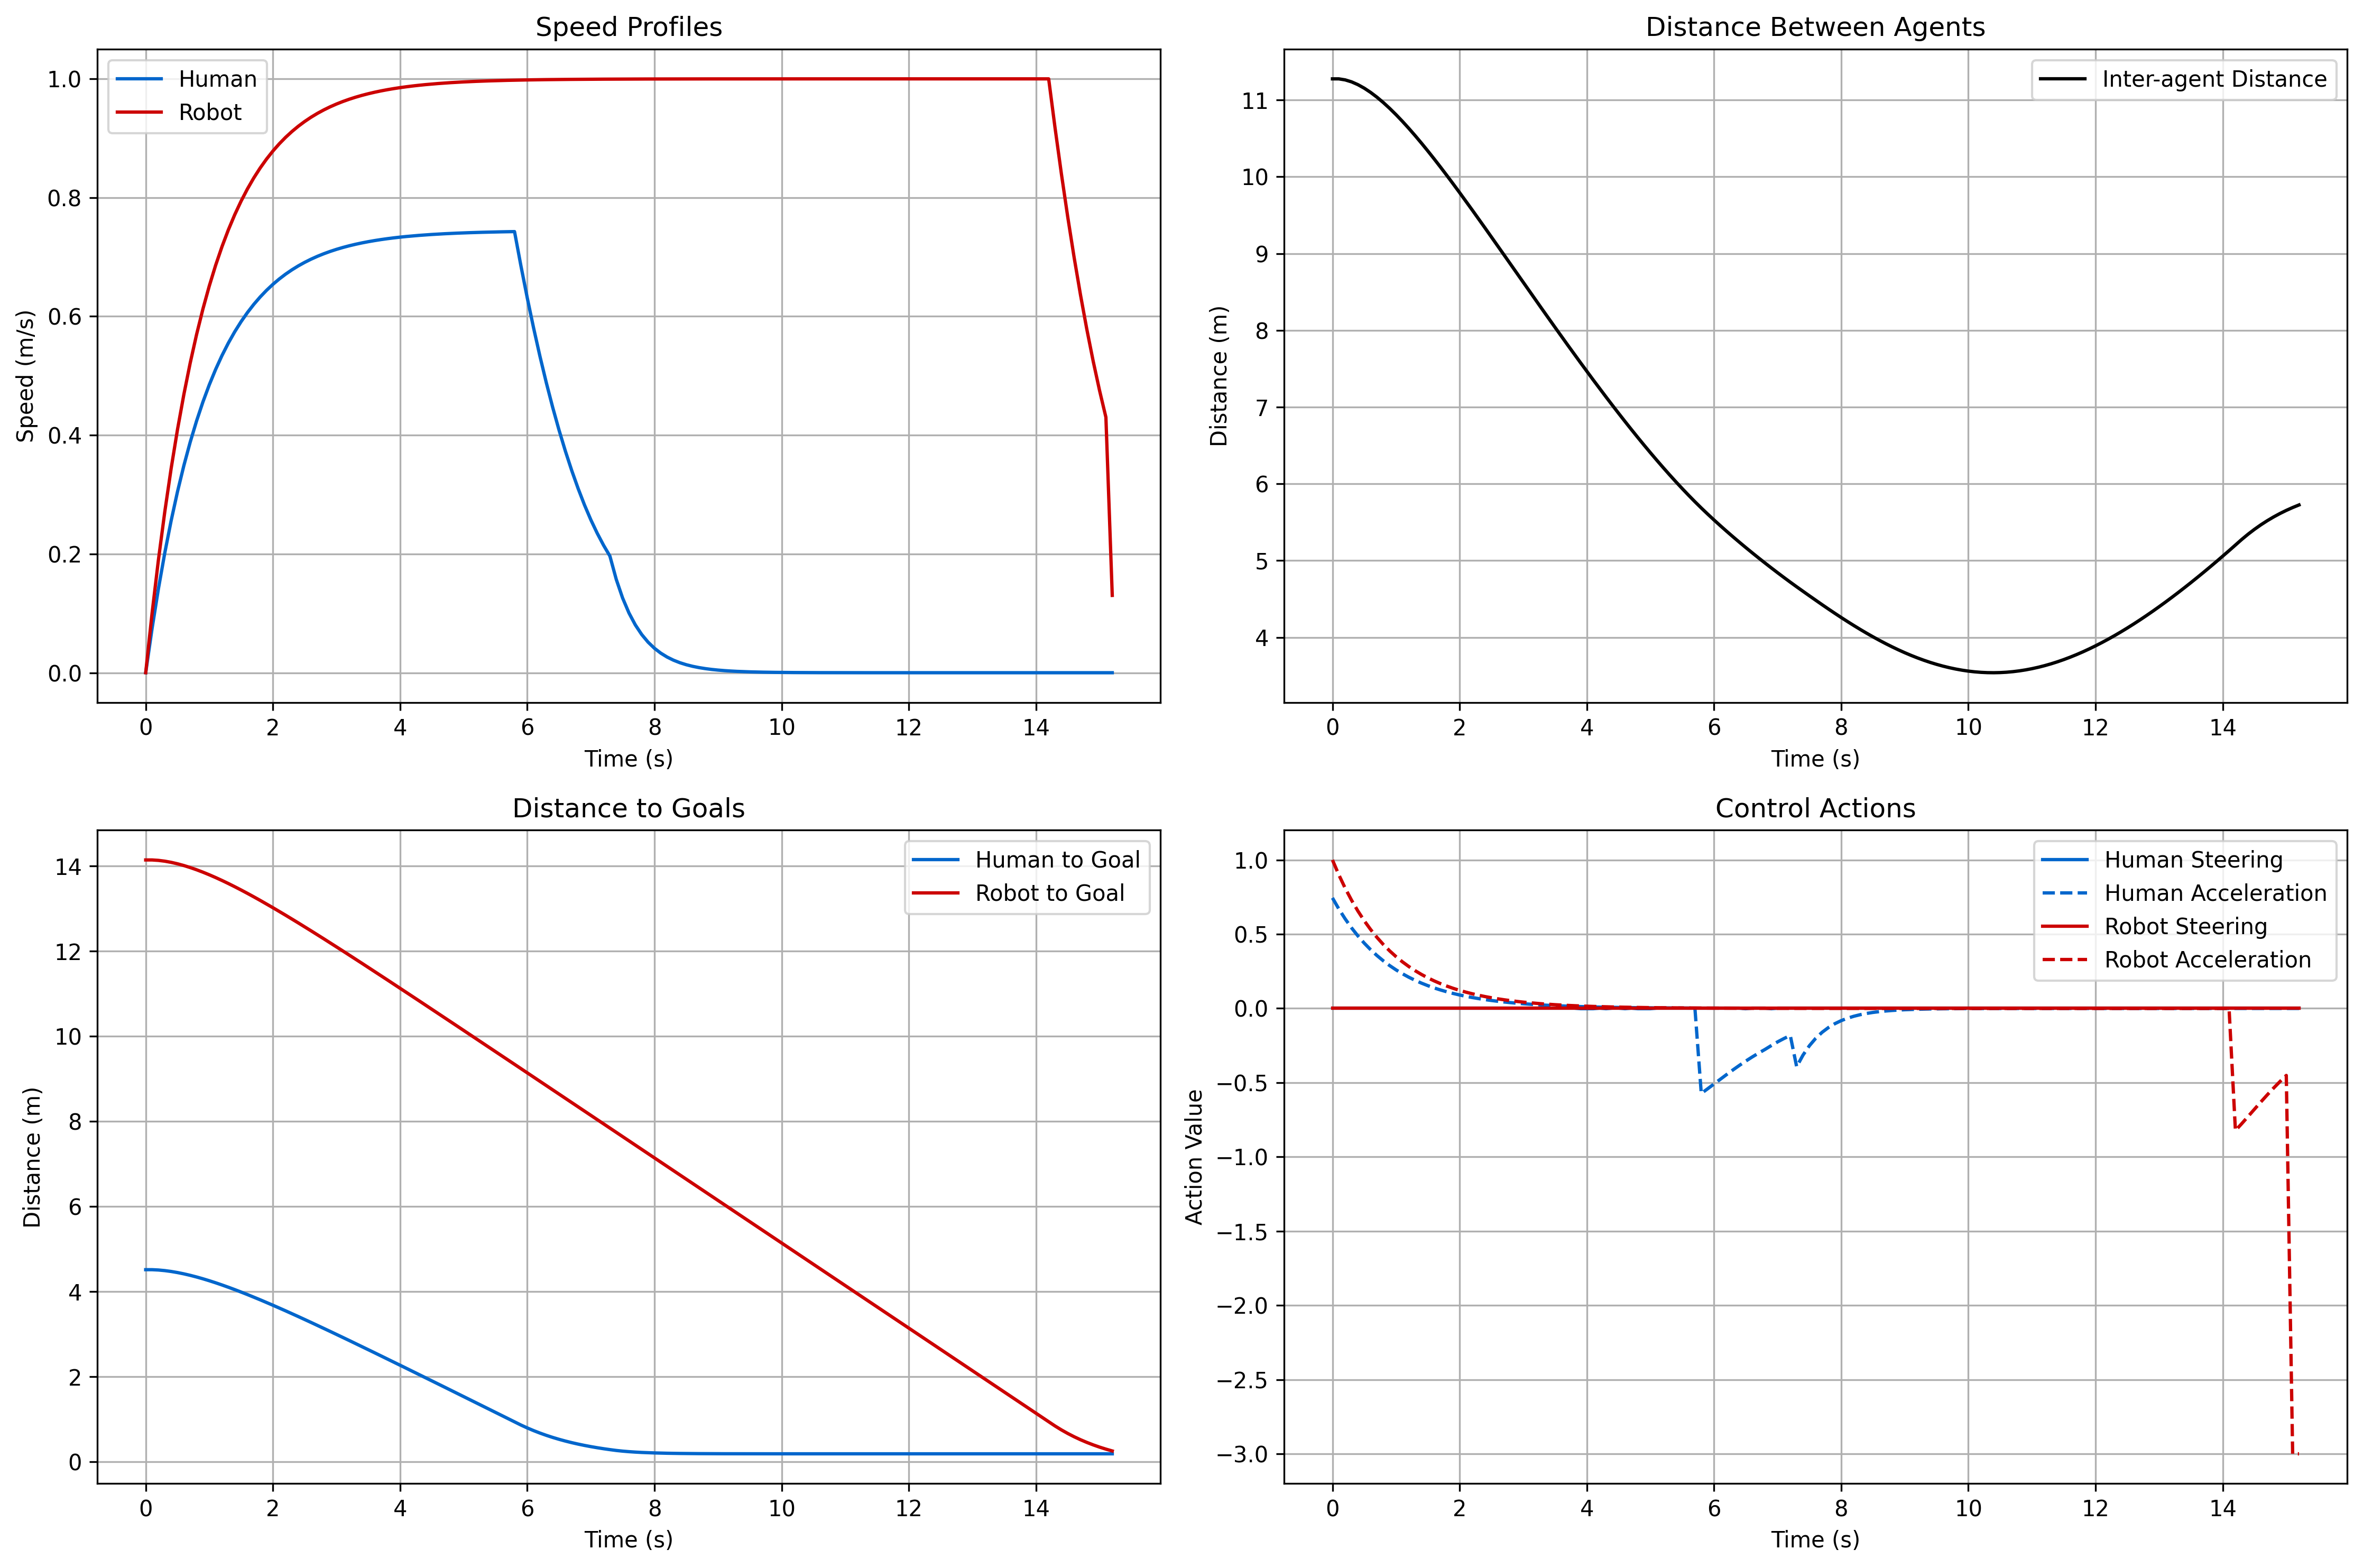 Speed Profiles
Human
Robot
1.0
0.8
0.6
0.4
0.2
0.0
Speed (m/s)
0 2 4 6 8 10 12 14
Time (s)
Distance Between Agents
Inter-agent Distance
11
10
9
8
7
6
5
4
Distance (m)
0 2 4 6 8 10 12 14
Time (s)
Distance to Goals
Human to Goal
Robot to Goal
14
12
10
8
6
4
2
0
Distance (m)
0 2 4 6 8 10 12 14
Time (s)
Control Actions
Human Steering
Human Acceleration
Robot Steering
Robot Acceleration
1.0
0.5
0.0
−0.5
−1.0
−1.5
−2.0
−2.5
−3.0
Action Value
0 2 4 6 8 10 12 14
Time (s)